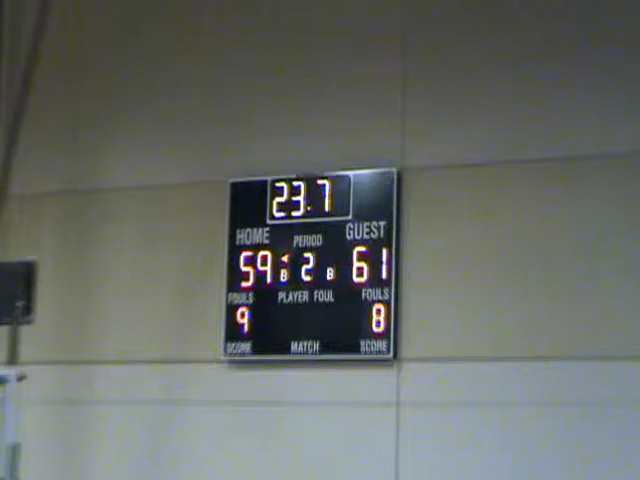 23.7
HOME PERIOD GUEST
59 B 2 B 61
FOULS PLAYER FOUL FOULS
9 8
SCORE MATCH SCORE